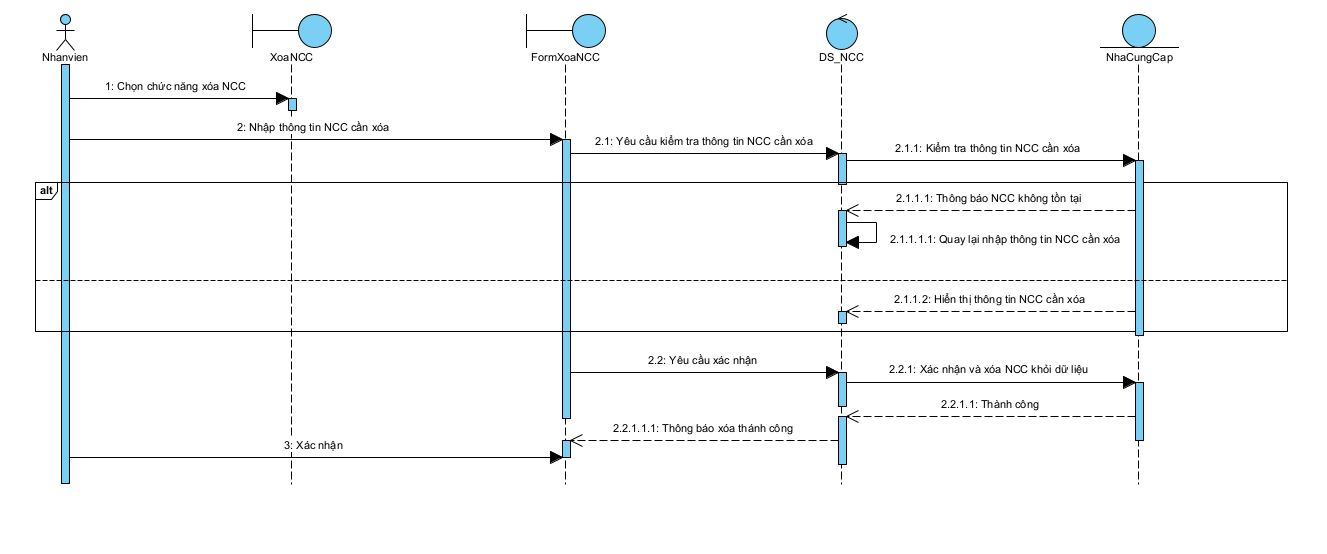 Nhanvien
XoaNCC
FormXoaNCC
DS_NCC
NhaCungCap
1: Chọn chức năng xóa NCC
2: Nhập thông tin NCC cần xóa
2.1: Yêu cầu kiểm tra thông tin NCC cần xóa
2.1.1: Kiểm tra thông tin NCC cần xóa
alt
2.1.1.1: Thông báo NCC không tồn tại
2.1.1.1.1: Quay lại nhập thông tin NCC cần xóa
2.1.1.2: Hiển thị thông tin NCC cần xóa
2.2: Yêu cầu xác nhận
2.2.1: Xác nhận và xóa NCC khỏi dữ liệu
2.2.1.1: Thành công
2.2.1.1.1: Thông báo xóa thánh công
3: Xác nhận